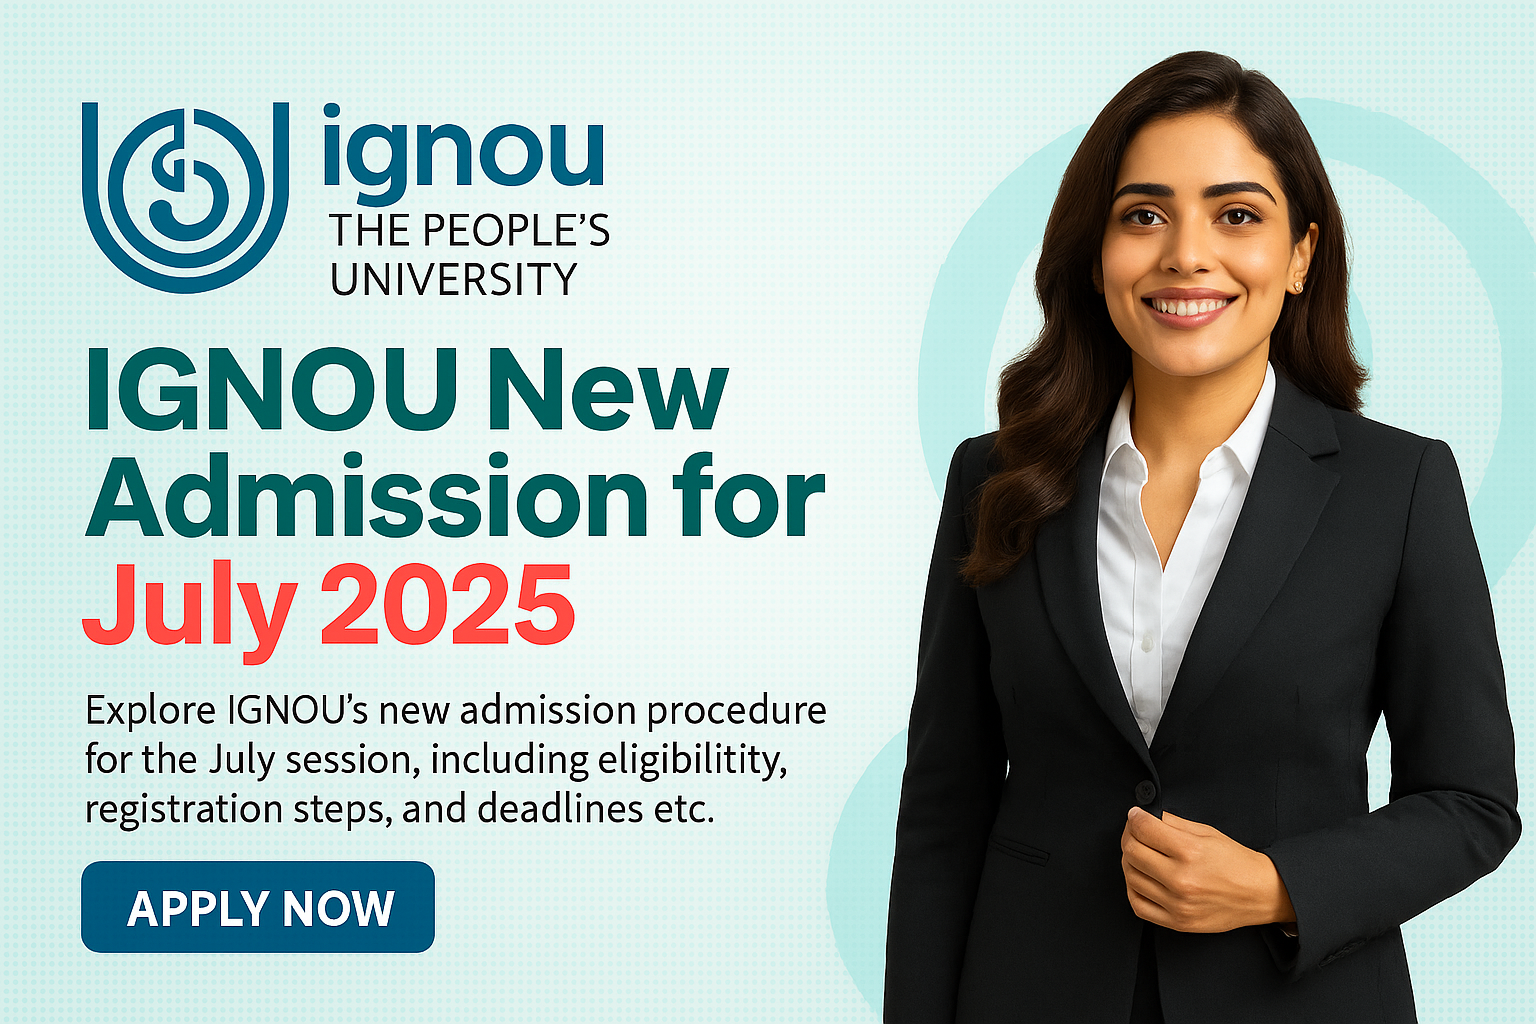 ignou
THE PEOPLE'S
UNIVERSITY
IGNOU New
Admission for
July 2025
Explore IGNOU's new admission procedure
for the July session, including eligibilitity,
registration steps, and deadlines etc.
APPLY NOW